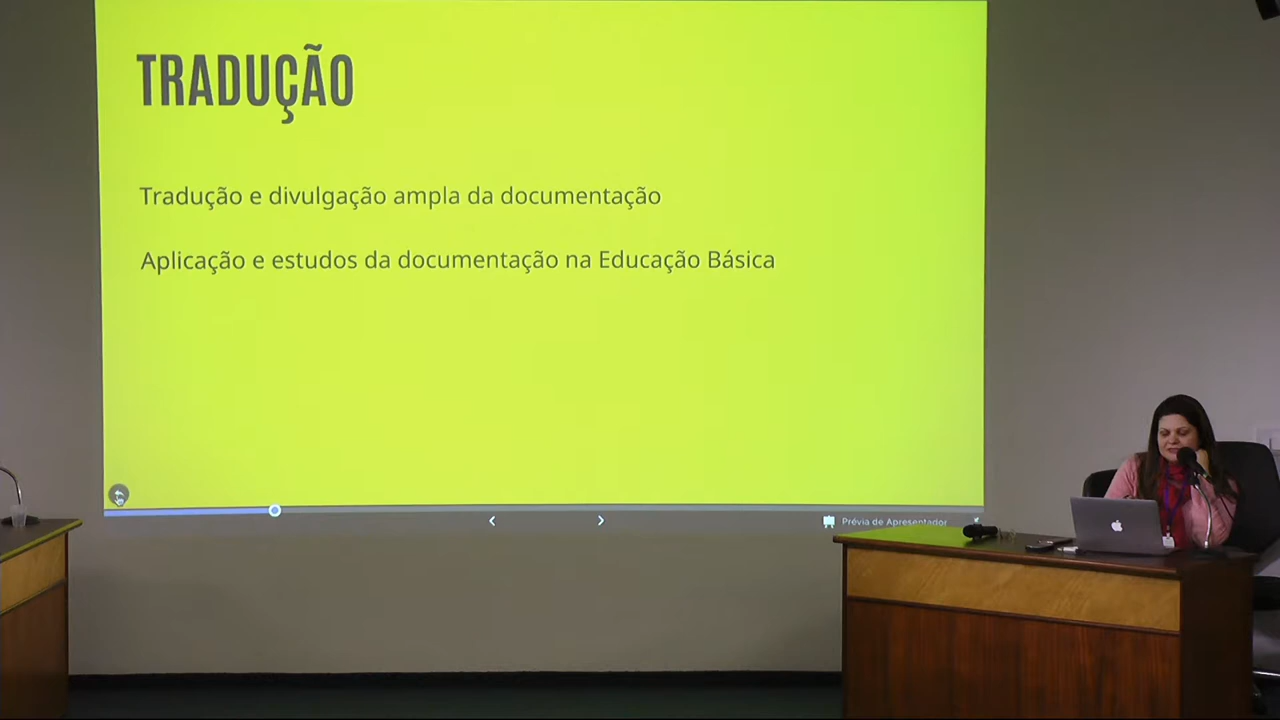 TRADUÇÃO
Tradução e divulgação ampla da documentação
Aplicação e estudos da documentação na Educação Básica
Prévia de Apresentador